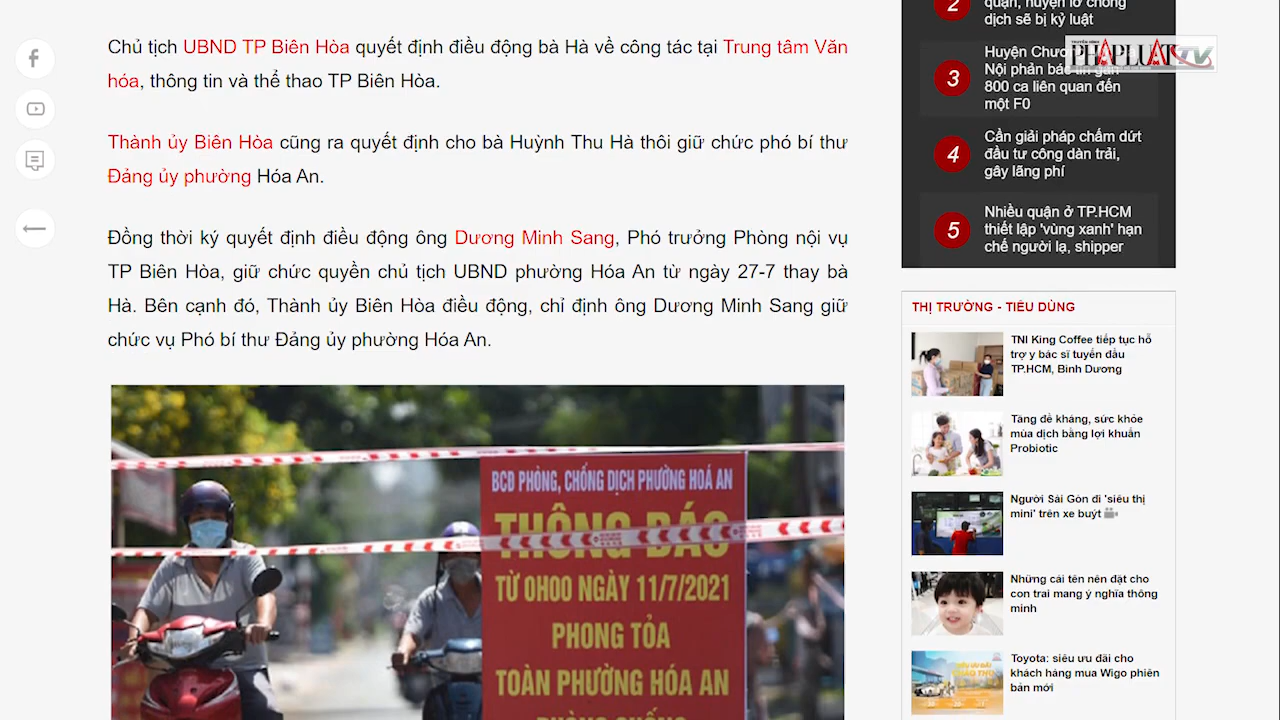 Chủ tịch UBND TP Biên Hòa quyết định điều động bà Hà về công tác tại Trung tâm Văn
hóa, thông tin và thể thao TP Biên Hòa.
Thành ủy Biên Hòa cũng ra quyết định cho bà Huỳnh Thu Hà thôi giữ chức phó bí thư
Đảng ủy phường Hóa An.
Đồng thời ký quyết định điều động ông Dương Minh Sang, Phó trưởng Phòng nội vụ
TP Biên Hòa, giữ chức quyền chủ tịch UBND phường Hóa An từ ngày 27-7 thay bà
Hà. Bên cạnh đó, Thành ủy Biên Hòa điều động, chỉ định ông Dương Minh Sang giữ
chức vụ Phó bí thư Đảng ủy phường Hóa An.
BCĐ PHÒNG, CHỐNG DỊCH PHƯỜNG HOÁ AN
THÔNG BÁO
TỪ 0H00 NGÀY 11/7/2021
PHONG TỎA
TOÀN PHƯỜNG HÓA AN
PHÒNG CHỐNG
2
quận, huyện lơ chống
dịch sẽ bị kỷ luật
PHÁPLUẬT TV
3
Huyện
Nội phản bác tin gần
800 ca liên quan đến
một F0
4
Cần giải pháp chấm dứt
đầu tư công dàn trải,
gây lãng phí
5
Nhiều quận ở TP.HCM
thiết lập 'vùng xanh' hạn
chế người lạ, shipper
THỊ TRƯỜNG - TIÊU DÙNG
TNI King Coffee tiếp tục hỗ
trợ y bác sĩ tuyến đầu
TP.HCM, Bình Dương
Tăng đề kháng, sức khỏe
mùa dịch bằng lợi khuẩn
Probiotic
Người Sài Gòn đi 'siêu thị
mini' trên xe buýt
Những cái tên nên đặt cho
con trai mang ý nghĩa thông
minh
Toyota: siêu ưu đãi cho
khách hàng mua Wigo phiên
bản mới